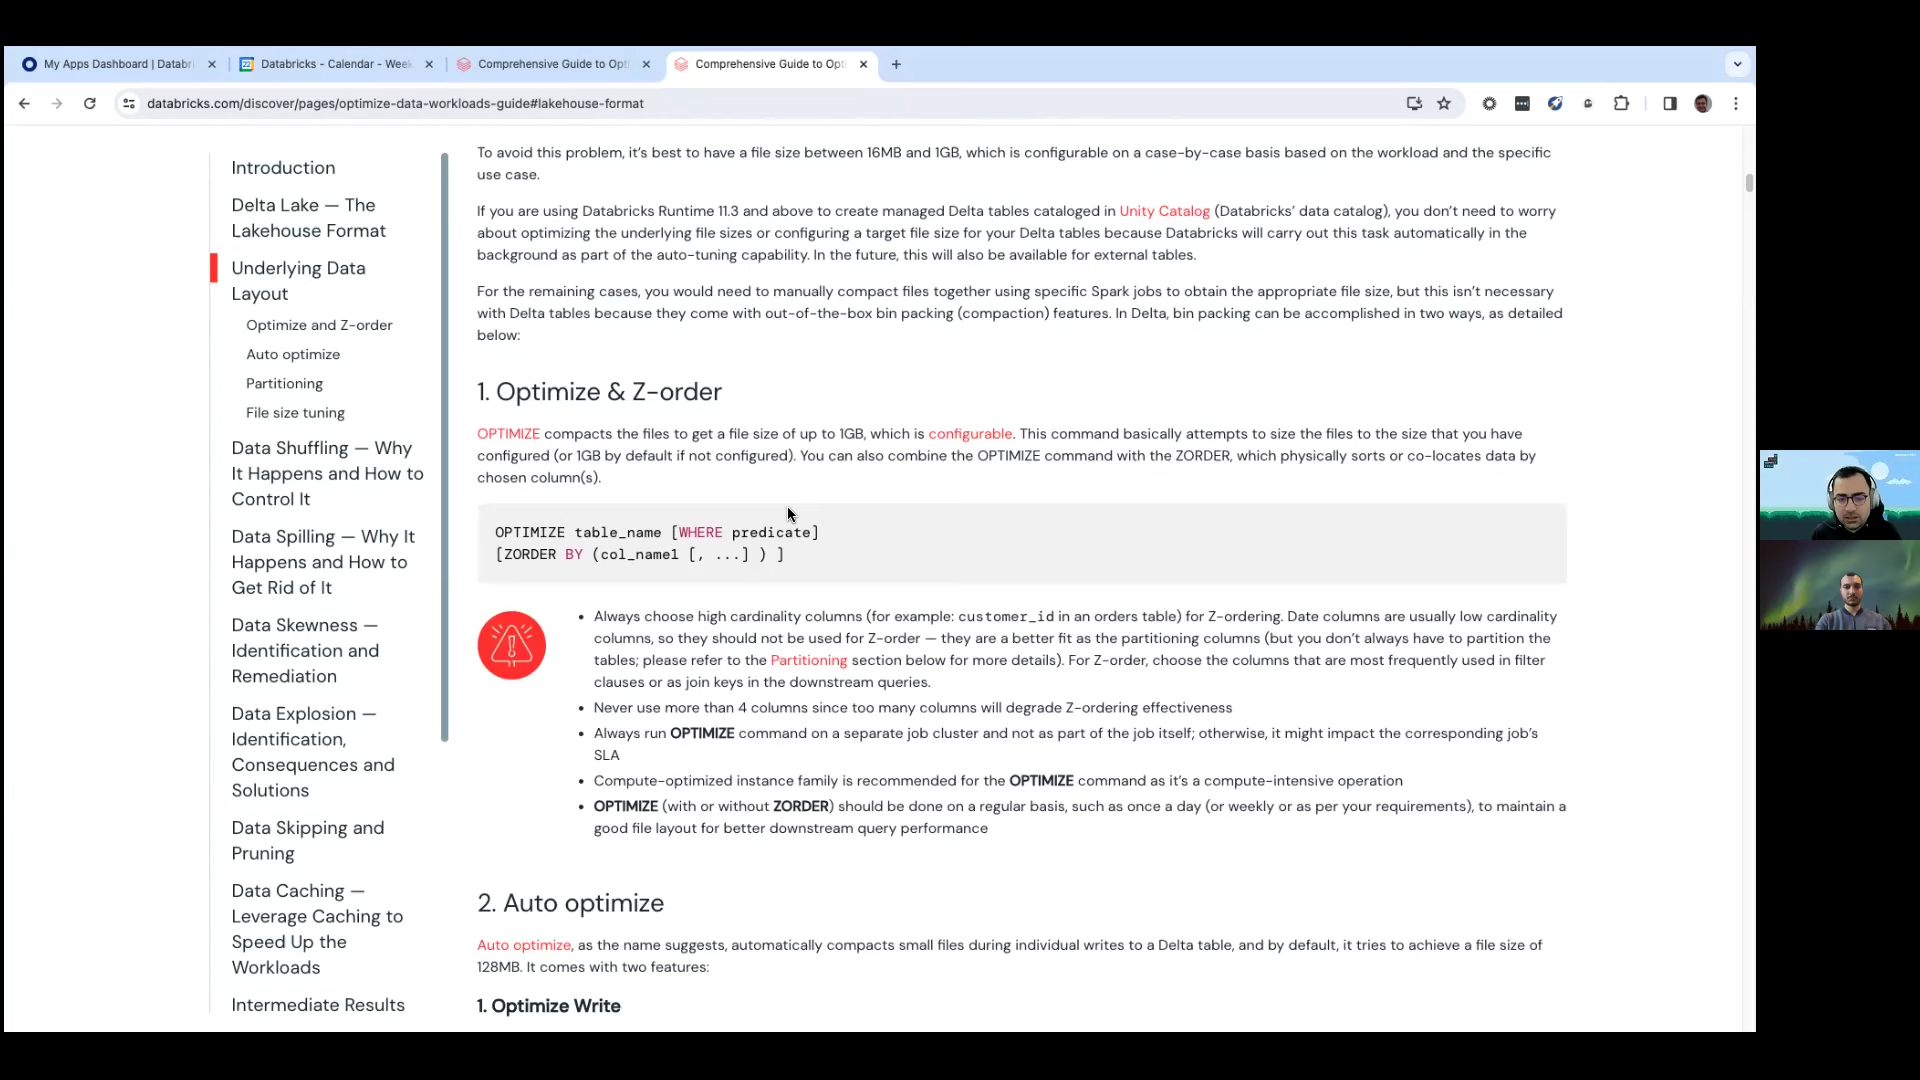 My Apps Dashboard | Databri
Databricks - Calendar - Week
Comprehensive Guide to Opti
Comprehensive Guide to Opti
databricks.com/discover/pages/optimize-data-workloads-guide#lakehouse-format
Introduction
Delta Lake — The
Lakehouse Format
Underlying Data
Layout
Optimize and Z-order
Auto optimize
Partitioning
File size tuning
Data Shuffling — Why
It Happens and How to
Control It
Data Spilling — Why It
Happens and How to
Get Rid of It
Data Skewness —
Identification and
Remediation
Data Explosion —
Identification,
Consequences and
Solutions
Data Skipping and
Pruning
Data Caching —
Leverage Caching to
Speed Up the
Workloads
Intermediate Results
To avoid this problem, it's best to have a file size between 16MB and 1GB, which is configurable on a case-by-case basis based on the workload and the specific
use case.
If you are using Databricks Runtime 11.3 and above to create managed Delta tables cataloged in Unity Catalog (Databricks' data catalog), you don't need to worry
about optimizing the underlying file sizes or configuring a target file size for your Delta tables because Databricks will carry out this task automatically in the
background as part of the auto-tuning capability. In the future, this will also be available for external tables.
For the remaining cases, you would need to manually compact files together using specific Spark jobs to obtain the appropriate file size, but this isn't necessary
with Delta tables because they come with out-of-the-box bin packing (compaction) features. In Delta, bin packing can be accomplished in two ways, as detailed
below:
1. Optimize & Z-order
OPTIMIZE compacts the files to get a file size of up to 1GB, which is configurable. This command basically attempts to size the files to the size that you have
configured (or 1GB by default if not configured). You can also combine the OPTIMIZE command with the ZORDER, which physically sorts or co-locates data by
chosen column(s).
OPTIMIZE table_name [WHERE predicate]
[ZORDER BY (col_name1 [, ...] ) ]
• Always choose high cardinality columns (for example: customer_id in an orders table) for Z-ordering. Date columns are usually low cardinality
columns, so they should not be used for Z-order — they are a better fit as the partitioning columns (but you don't always have to partition the
tables; please refer to the Partitioning section below for more details). For Z-order, choose the columns that are most frequently used in filter
clauses or as join keys in the downstream queries.
• Never use more than 4 columns since too many columns will degrade Z-ordering effectiveness
• Always run OPTIMIZE command on a separate job cluster and not as part of the job itself; otherwise, it might impact the corresponding job's
SLA
• Compute-optimized instance family is recommended for the OPTIMIZE command as it's a compute-intensive operation
• OPTIMIZE (with or without ZORDER) should be done on a regular basis, such as once a day (or weekly or as per your requirements), to maintain a
good file layout for better downstream query performance
2. Auto optimize
Auto optimize, as the name suggests, automatically compacts small files during individual writes to a Delta table, and by default, it tries to achieve a file size of
128MB. It comes with two features:
1. Optimize Write